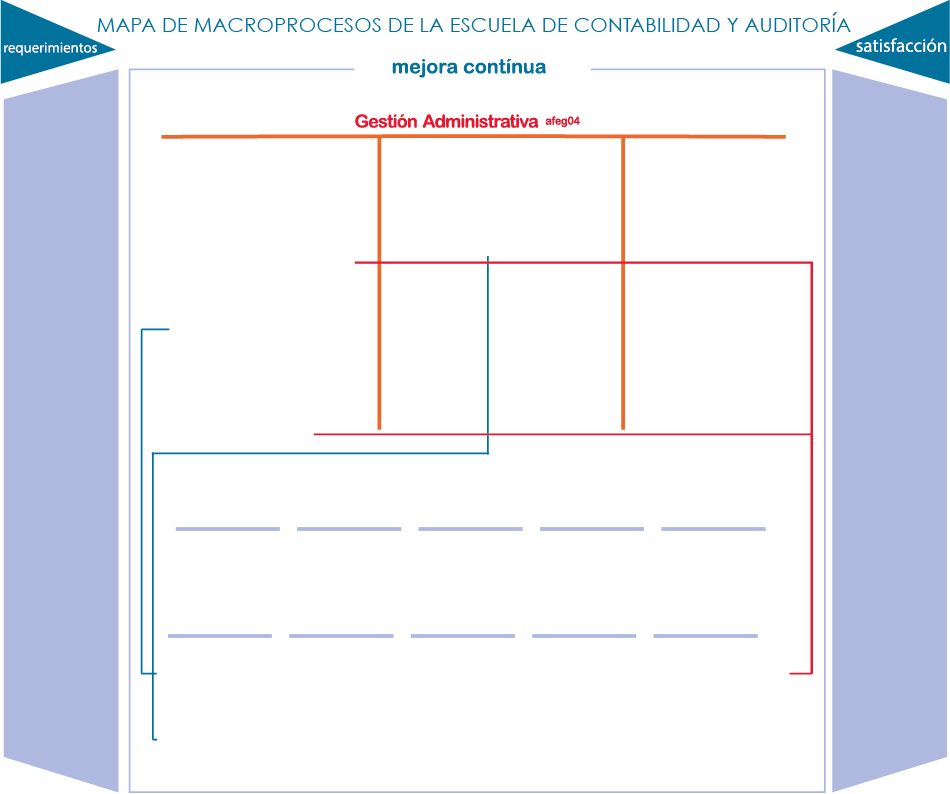 MAPA DE MACROPROCESOS DE LA ESCUELA DE CONTABILIDAD Y AUDITORÍA
requerimientos
satisfacción
mejora contínua
Gestión Administrativa afeg04